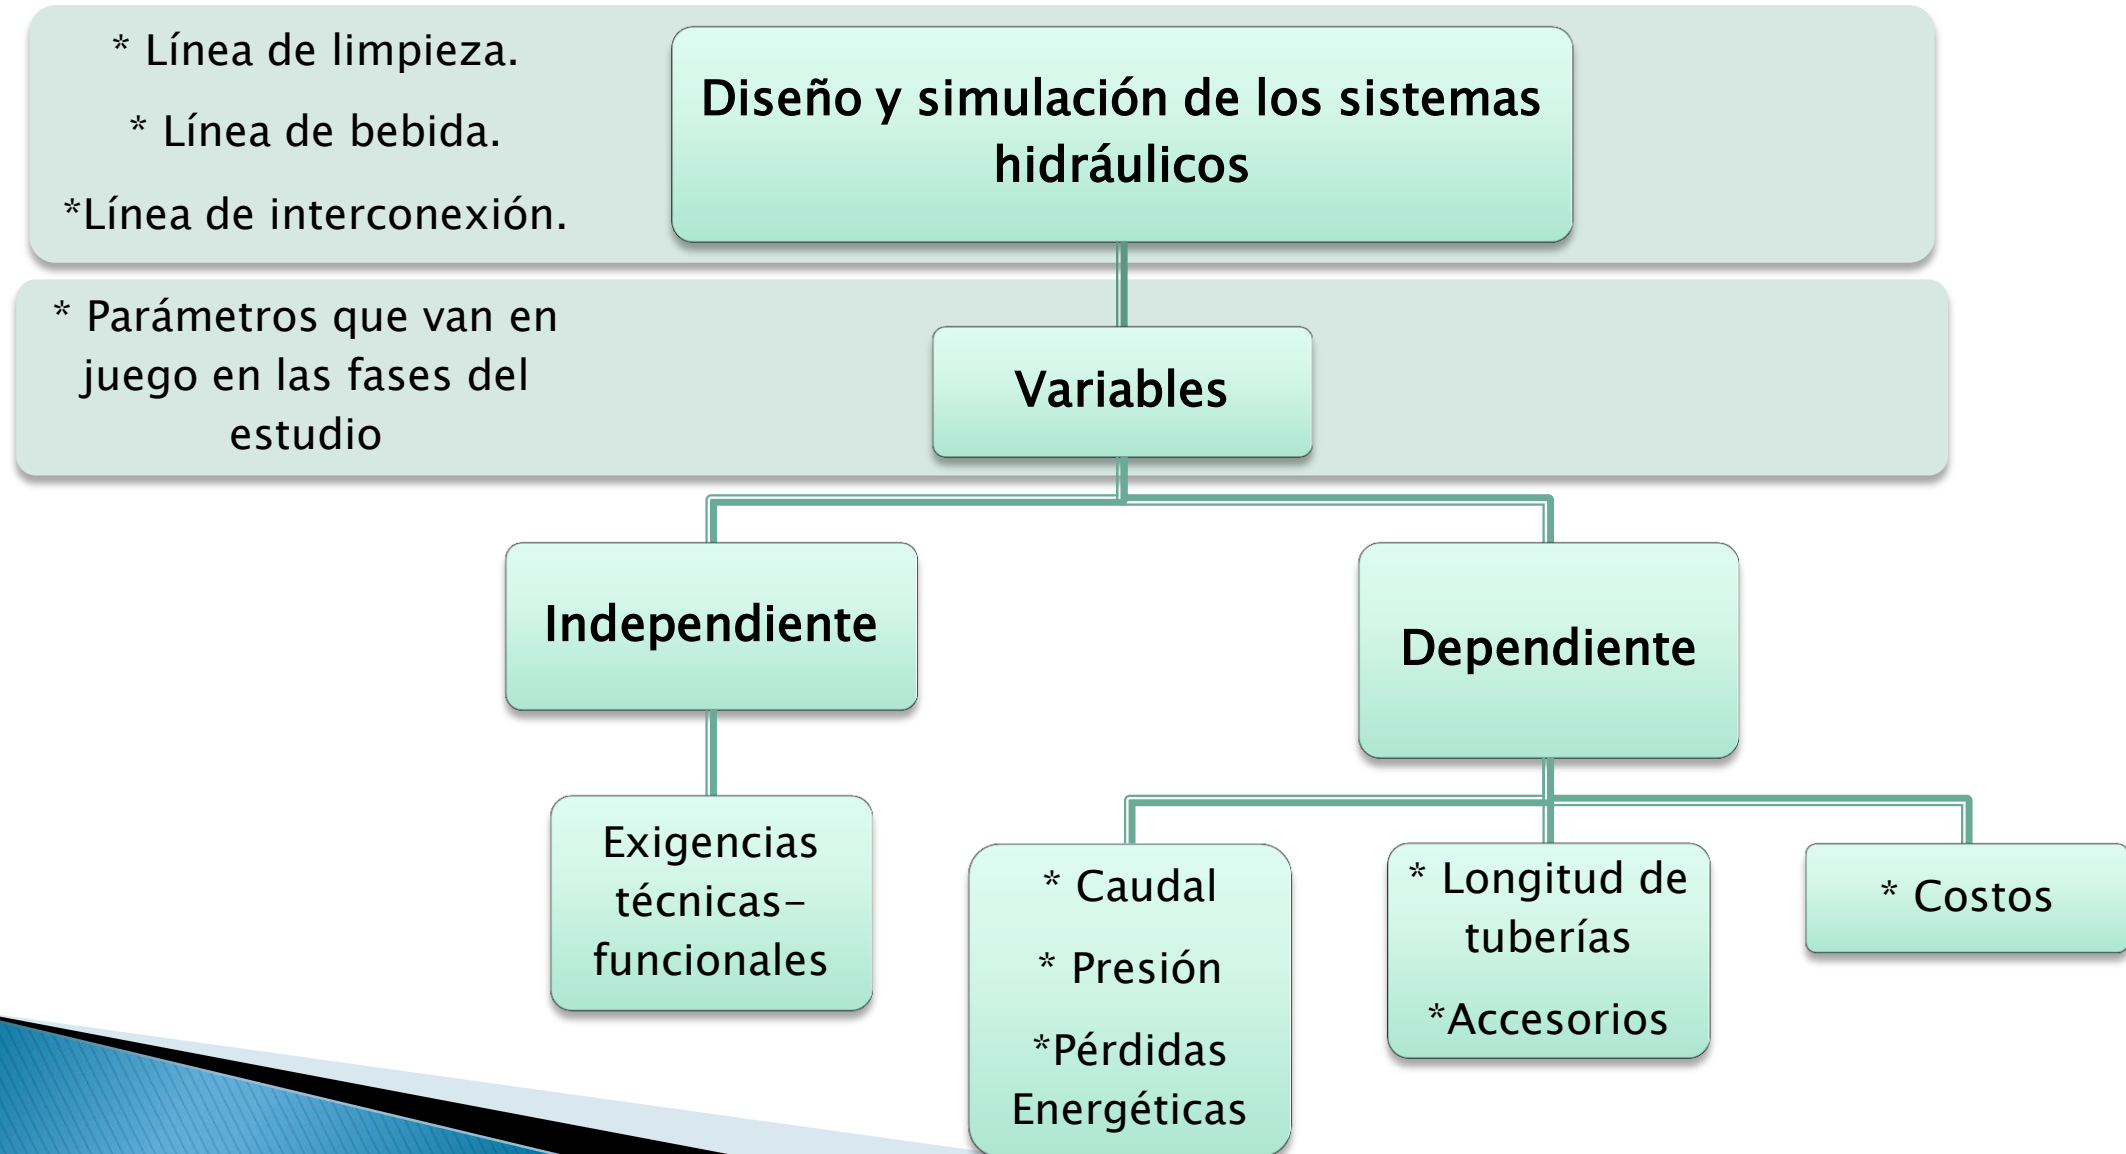 * Línea de limpieza.
* Línea de bebida.
*Línea de interconexión.
Diseño y simulación de los sistemas
hidráulicos
* Parámetros que van en
juego en las fases del
estudio
Variables
Independiente
Dependiente
Exigencias
técnicas-
funcionales
* Caudal
* Presión
*Pérdidas
Energéticas
* Longitud de
tuberías
*Accesorios
* Costos